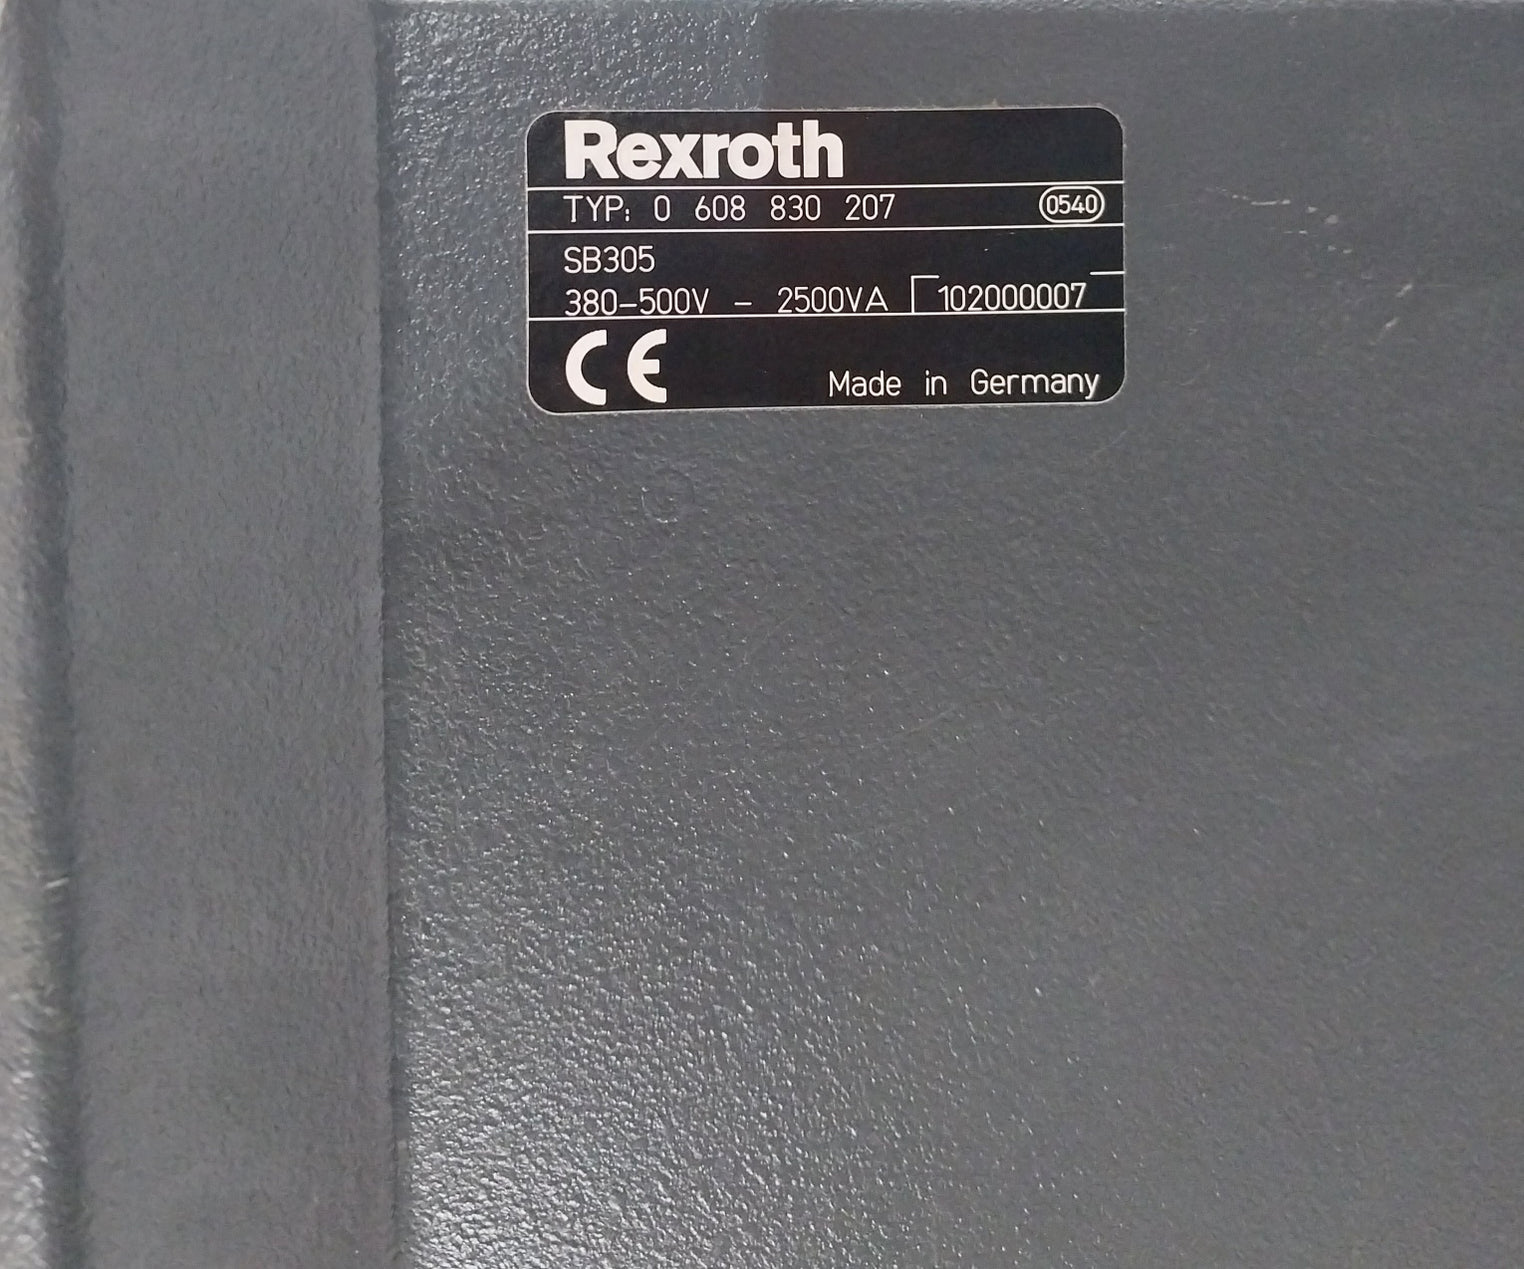 Rexroth
TYP: 0 608 830 207 0540
SB305
380-500V - 2500VA 102000007
CE
Made in Germany